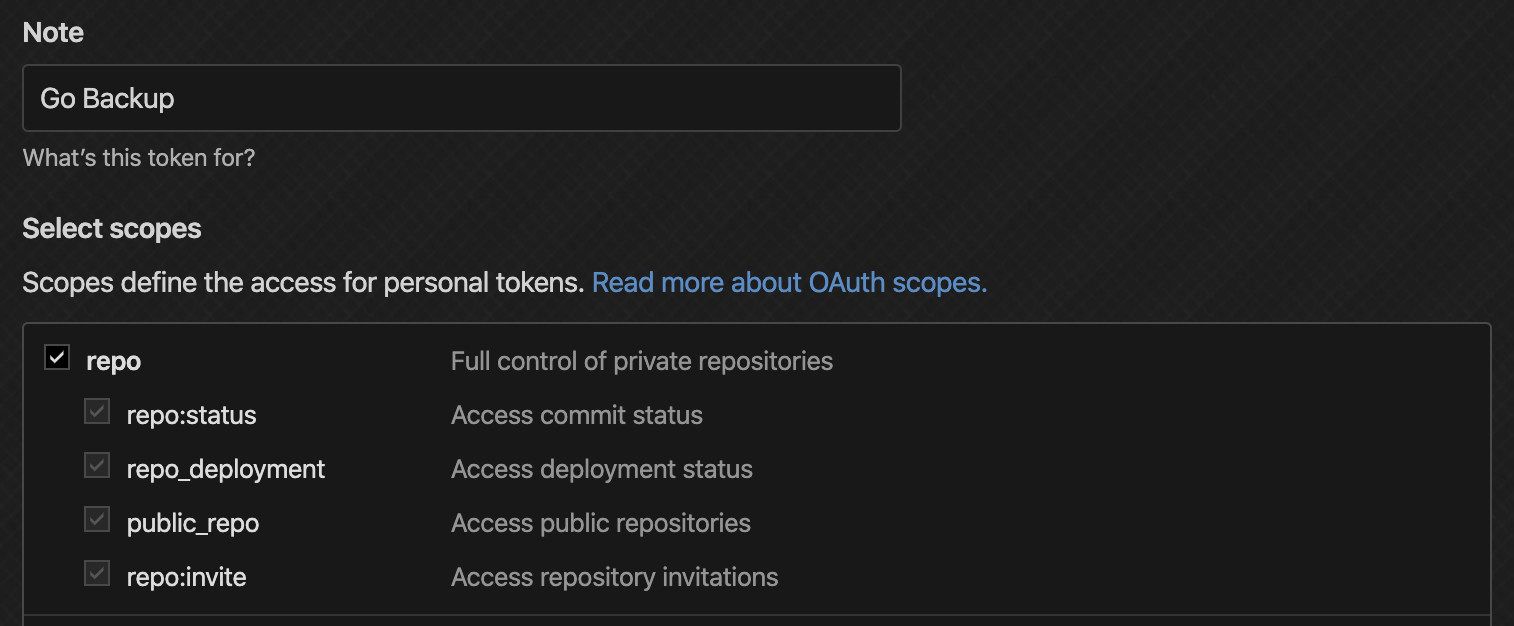 Note
Go Backup
What's this token for?
Select scopes
Scopes define the access for personal tokens. Read more about OAuth scopes.
repo Full control of private repositories
repo:status Access commit status
repo_deployment Access deployment status
public_repo Access public repositories
repo:invite Access repository invitations